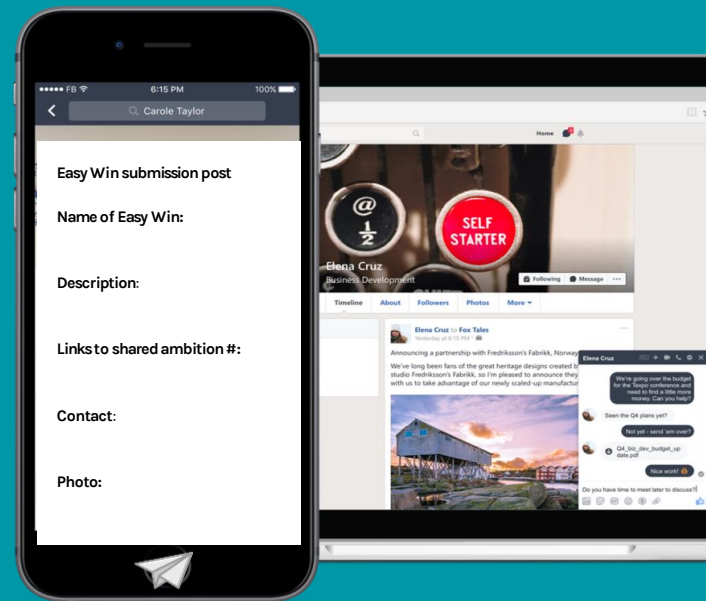 FB
6:15 PM
100%
Carole Taylor
Easy Win submission post
Name of Easy Win:
Description:
Links to shared ambition #:
Contact:
Photo:
Home
@
1/2
SELF
STARTER
Elena Cruz
Business Development
Following
Message
Timeline
About
Followers
Photos
More
Elena Cruz to Fox Tales
Yesterday at 6:15 PM
Announcing a partnership with Fredriksson's Fabrikk, Norway
We've long been fans of the great heritage designs created b
studio Fredriksson's Fabrikk, so I'm pleased to announce they
with us to take advantage of our newly scaled-up manufactur
Elena Cruz
We're going over the budget
for the Teapo conference and
need to find a little more
money. Can you help?
Seen the Q4 plans yet?
Not yet - send 'em over?
Q4_biz_dev_budget_up
date.pdf
Nice work!
Do you have time to meet later to discuss?